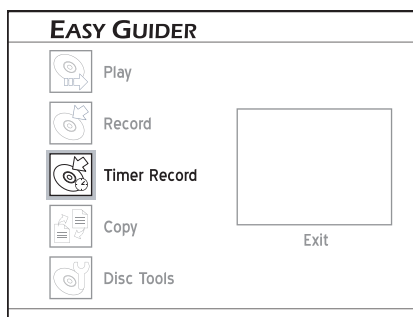 EASY GUIDER
Play
Record
Timer Record
Copy
Exit
Disc Tools